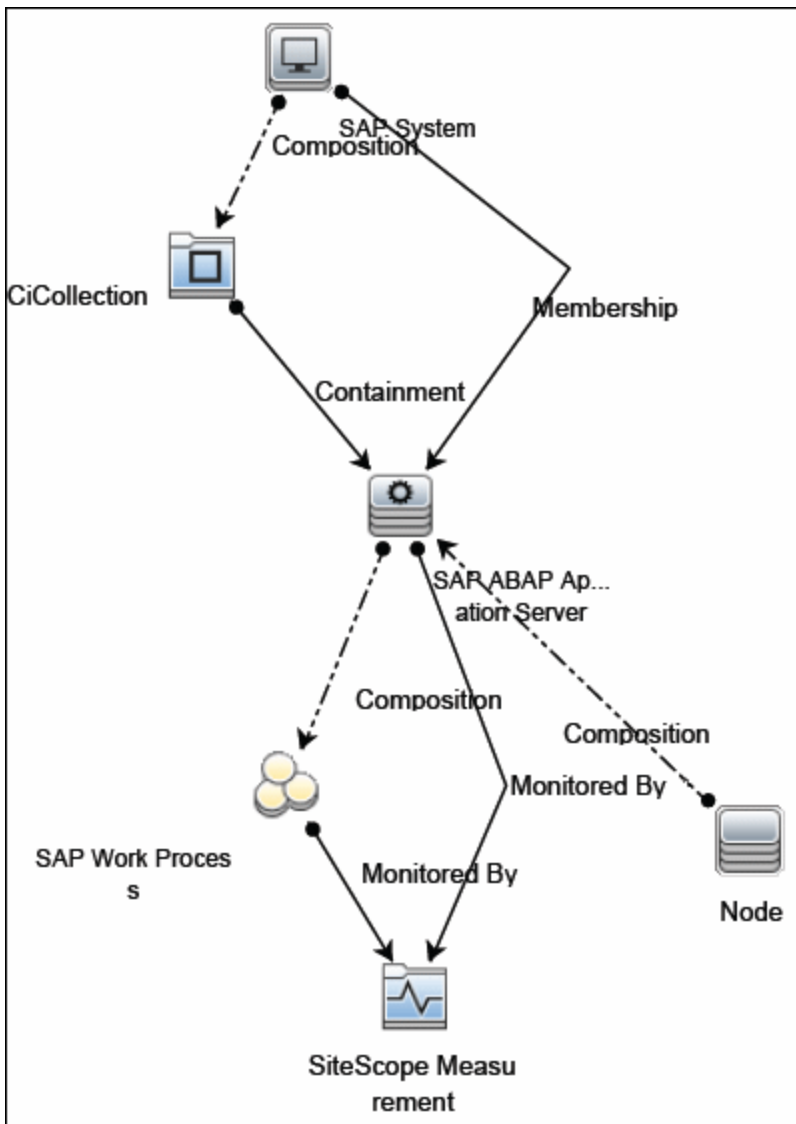 SAP System
Composition
CiCollection
Membership
Containment
SAP ABAP Ap...
ation Server
Composition
Composition
Monitored By
SAP Work Proces
s
Monitored By
Node
SiteScope Measu
rement